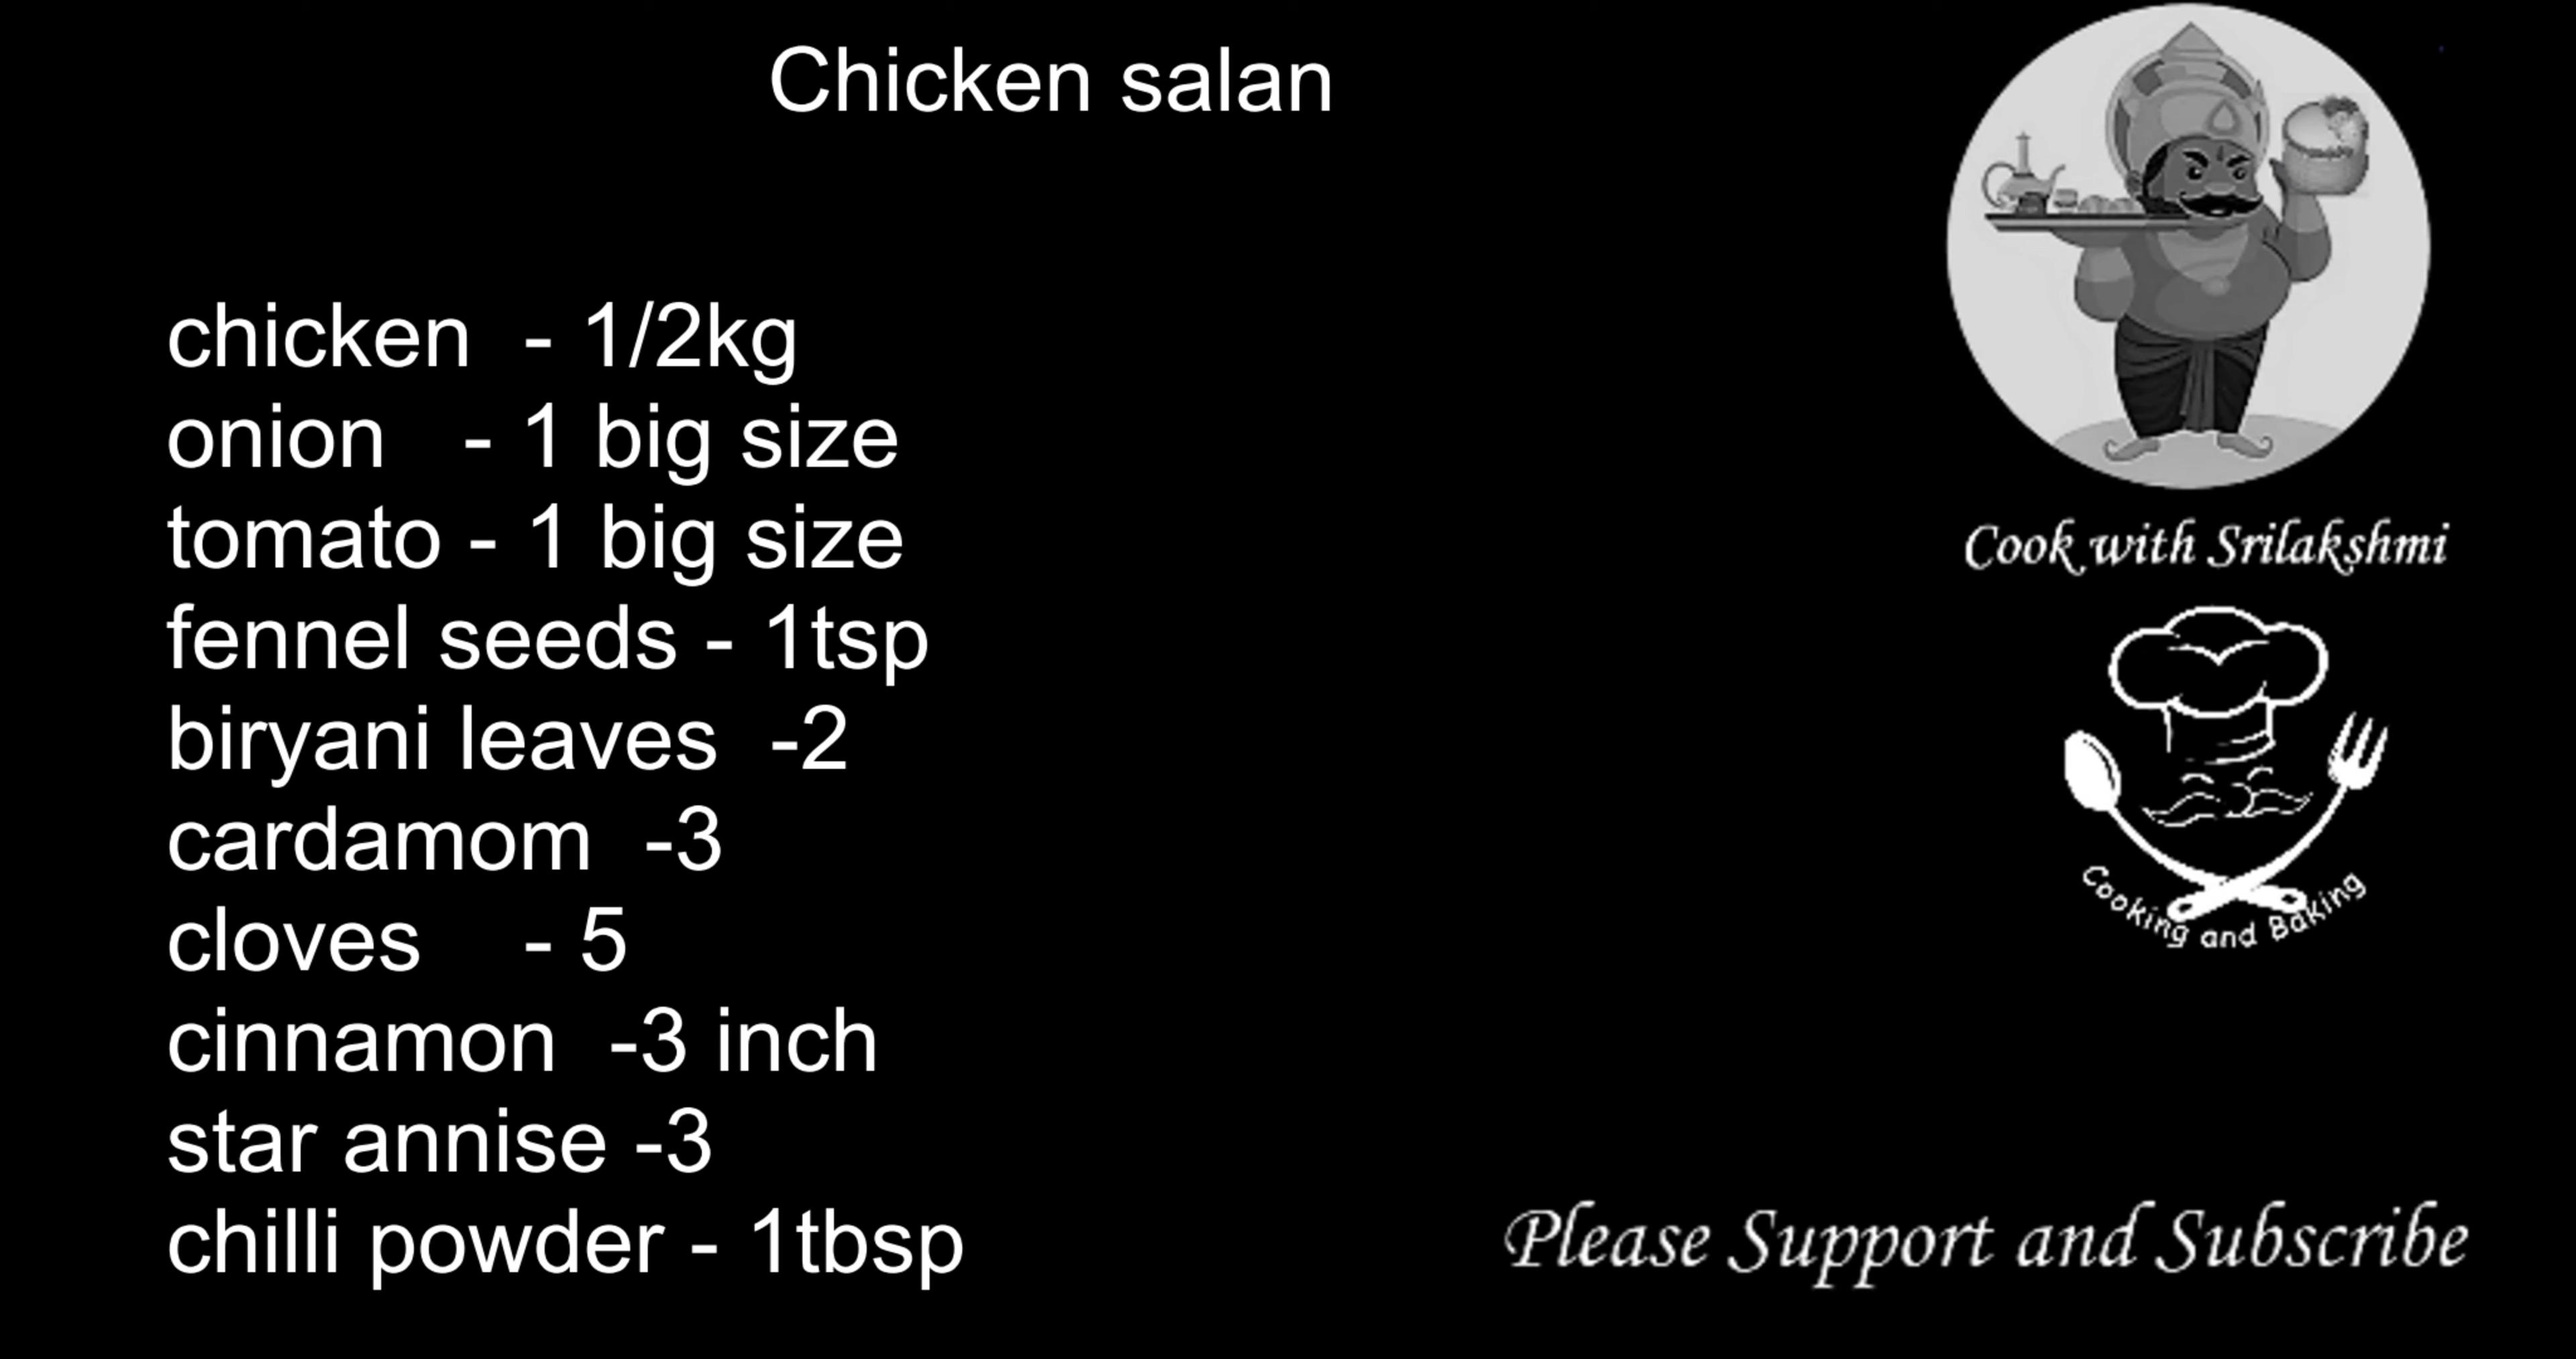 Chicken salan
chicken - 1/2kg
onion - 1 big size
tomato - 1 big size
fennel seeds - 1tsp
biryani leaves -2
cardamom -3
cloves - 5
cinnamon -3 inch
star annise -3
chilli powder - 1tbsp
Cook with Srilakshmi
Cooking and Baking
Please Support and Subscribe